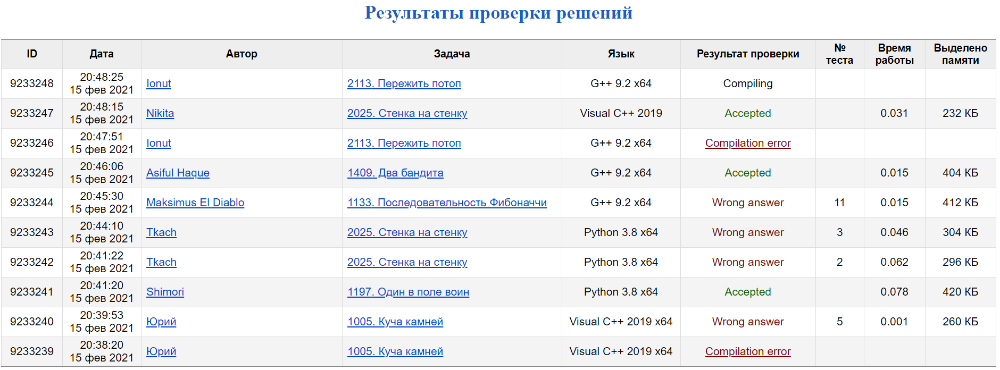 Результаты проверки решений
ID Дата Автор Задача Язык Результат проверки № теста Время работы Выделено памяти
9233248 20:48:25 15 фев 2021 Ionut 2113. Пережить потоп G++ 9.2 x64 Compiling
9233247 20:48:15 15 фев 2021 Nikita 2025. Стенка на стенку Visual C++ 2019 Accepted 0.031 232 КБ
9233246 20:47:51 15 фев 2021 Ionut 2113. Пережить потоп G++ 9.2 x64 Compilation error
9233245 20:46:06 15 фев 2021 Asiful Haque 1409. Два бандита G++ 9.2 x64 Accepted 0.015 404 КБ
9233244 20:45:30 15 фев 2021 Maksimus El Diablo 1133. Последовательность Фибоначчи G++ 9.2 x64 Wrong answer 11 0.015 412 КБ
9233243 20:44:10 15 фев 2021 Tkach 2025. Стенка на стенку Python 3.8 x64 Wrong answer 3 0.046 304 КБ
9233242 20:41:22 15 фев 2021 Tkach 2025. Стенка на стенку Python 3.8 x64 Wrong answer 2 0.062 296 КБ
9233241 20:41:20 15 фев 2021 Shimori 1197. Один в поле воин Python 3.8 x64 Accepted 0.078 420 КБ
9233240 20:39:53 15 фев 2021 Юрий 1005. Куча камней Visual C++ 2019 x64 Wrong answer 5 0.001 260 КБ
9233239 20:38:20 15 фев 2021 Юрий 1005. Куча камней Visual C++ 2019 x64 Compilation error